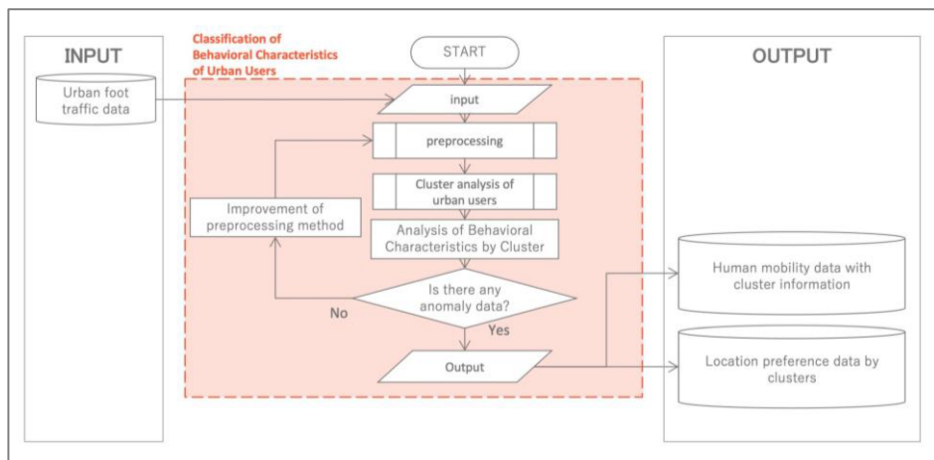 INPUT
Urban foot
traffic data
Classification of
Behavioral Characteristics
of Urban Users
START
input
preprocessing
Cluster analysis of
urban users
Improvement of
preprocessing method
Analysis of Behavioral
Characteristics by Cluster
Is there any
anomaly data?
No
Yes
Output
OUTPUT
Human mobility data with
cluster information
Location preference data by
clusters